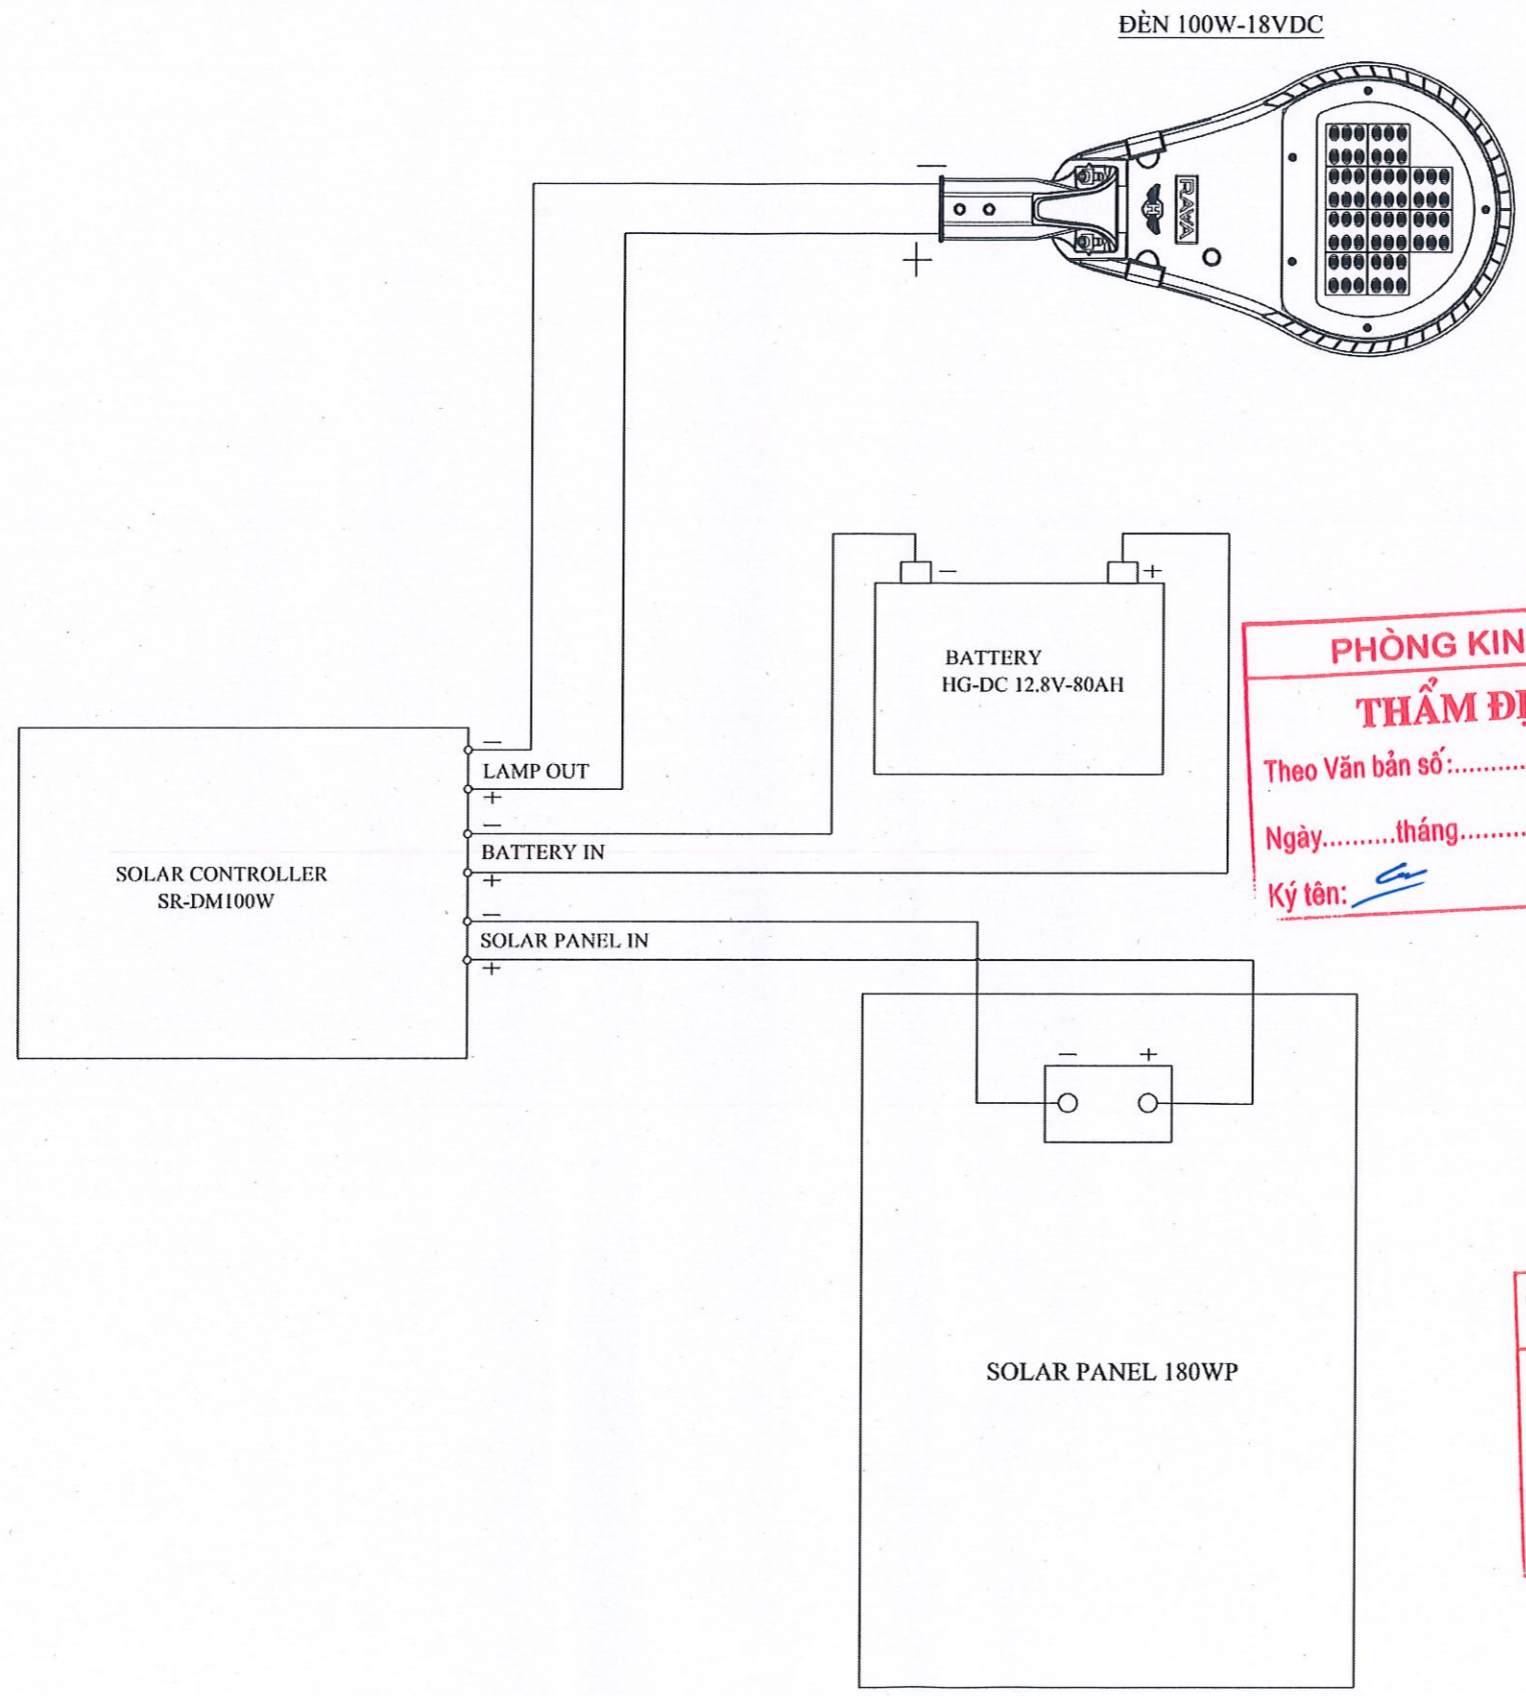 ĐÈN 100W-18VDC
−
+
RAVA
H
− +
BATTERY
HG-DC 12.8V-80AH
PHÒNG KIN
THẨM ĐỊ
Theo Văn bản số:...........
Ngày..........tháng..........
Ký tên:
SOLAR CONTROLLER
SR-DM100W
−
LAMP OUT
+
−
BATTERY IN
+
−
SOLAR PANEL IN
+
− +
SOLAR PANEL 180WP